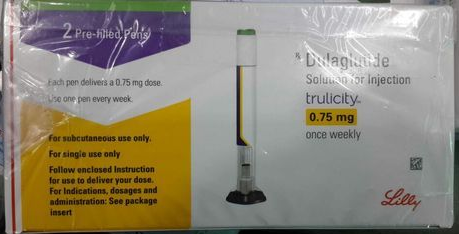 2 Pre-filled Pens
Each pen delivers a 0.75 mg dose.
Use one pen every week.
For subcutaneous use only.
For single use only
Follow enclosed Instruction
for use to deliver your dose.
For Indications, dosages and
administration: See package
insert
℞ Dulaglutide
Solution for Injection
trulicity™
0.75 mg
once weekly
Lilly